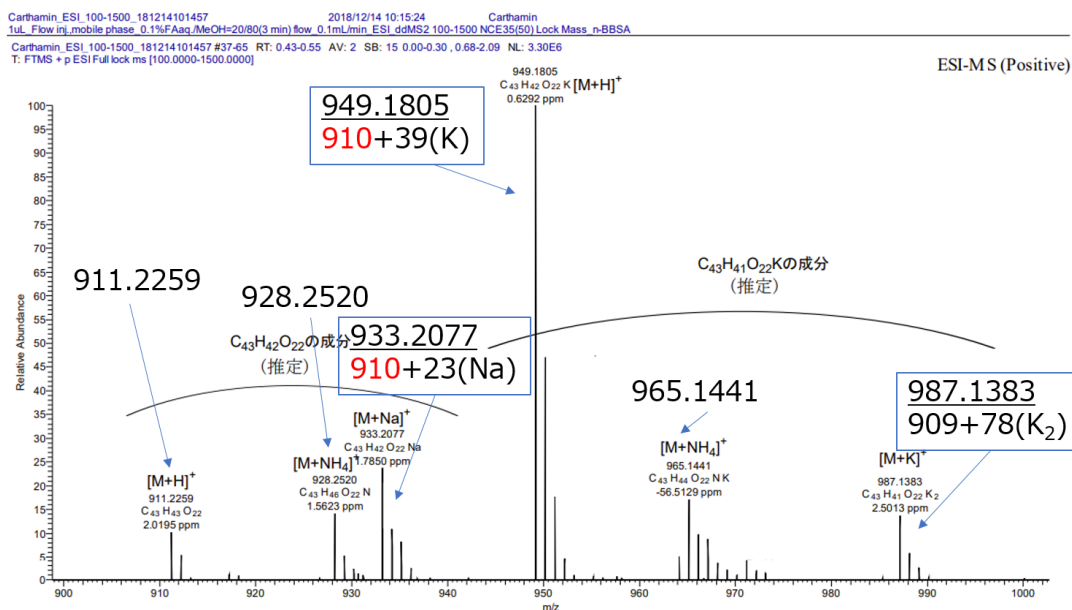 Carthamin_ESI_100-1500_181214101457 2018/12/14 10:15:24 Carthamin
1uL_Flow inj.,mobile phase_0.1%FAaq./MeOH=20/80(3 min) flow_0.1mL/min_ESI_ddMS2 100-1500 NCE35(50) Lock Mass_n-BBSA
Carthamin_ESI_100-1500_181214101457 #37-65 RT: 0.43-0.55 AV: 2 SB: 15 0.00-0.30 , 0.68-2.09 NL: 3.30E6
T: FTMS + p ESI Full lock ms [100.0000-1500.0000]
ESI-MS (Positive)
949.1805
C43 H42 O22 K [M+H]+
0.6292 ppm
949.1805
910+39(K)
911.2259
928.2520
C43H42O22の成分
(推定)
933.2077
910+23(Na)
C43H41O22Kの成分
(推定)
965.1441
987.1383
909+78(K2)
[M+H]+
911.2259
C43 H43 O22
2.0195 ppm
[M+NH4]+
928.2520
C43 H46 O22 N
1.5623 ppm
[M+Na]+
933.2077
C43 H42 O22 Na
1.7850 ppm
[M+NH4]+
965.1441
C43 H44 O22 N K
-56.5129 ppm
[M+K]+
987.1383
C43 H41 O22 K2
2.5013 ppm
Relative Abundance
100
95
90
85
80
75
70
65
60
55
50
45
40
35
30
25
20
15
10
5
0
900 910 920 930 940 950 960 970 980 990 1000
m/z